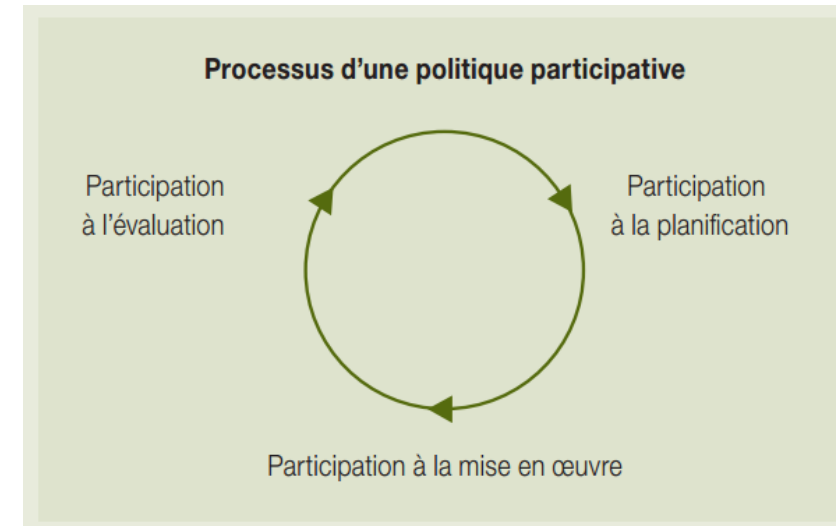 Processus d’une politique participative
Participation
à l’évaluation
Participation
à la planification
Participation à la mise en œuvre